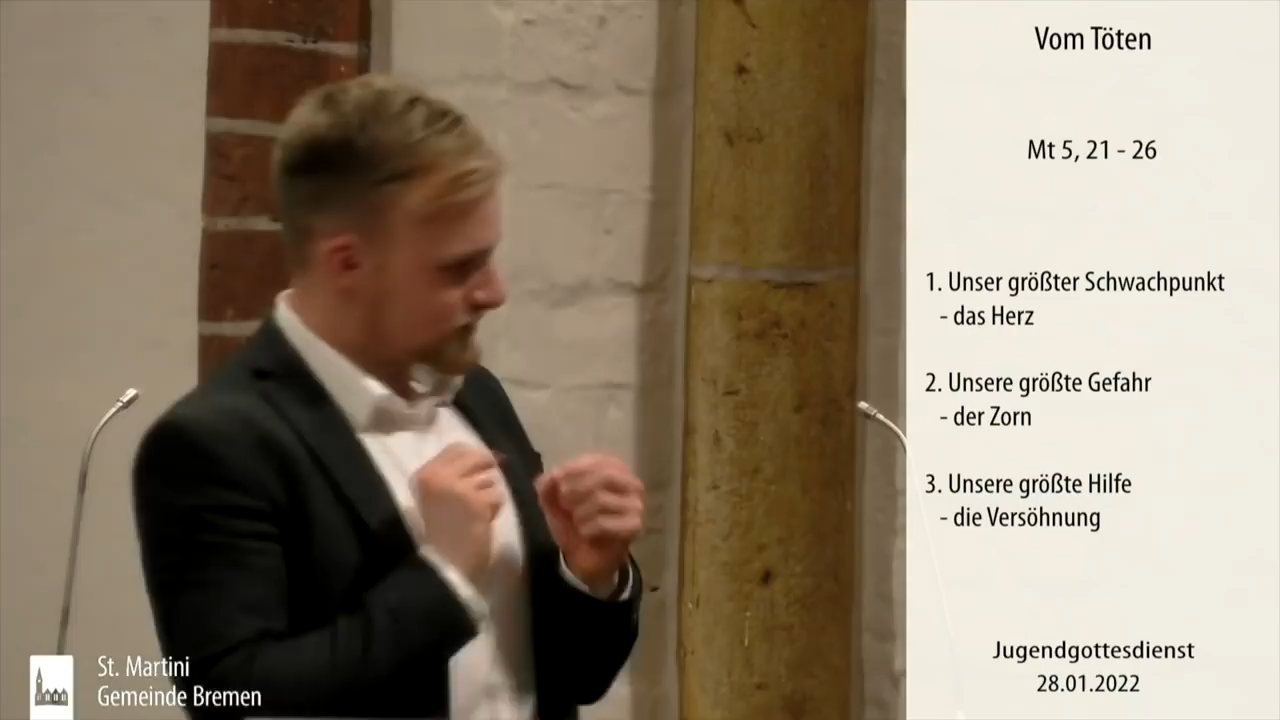 Vom Töten
Mt 5, 21 - 26
1. Unser größter Schwachpunkt
- das Herz
2. Unsere größte Gefahr
- der Zorn
3. Unsere größte Hilfe
- die Versöhnung
Jugendgottesdienst
28.01.2022
St. Martini
Gemeinde Bremen